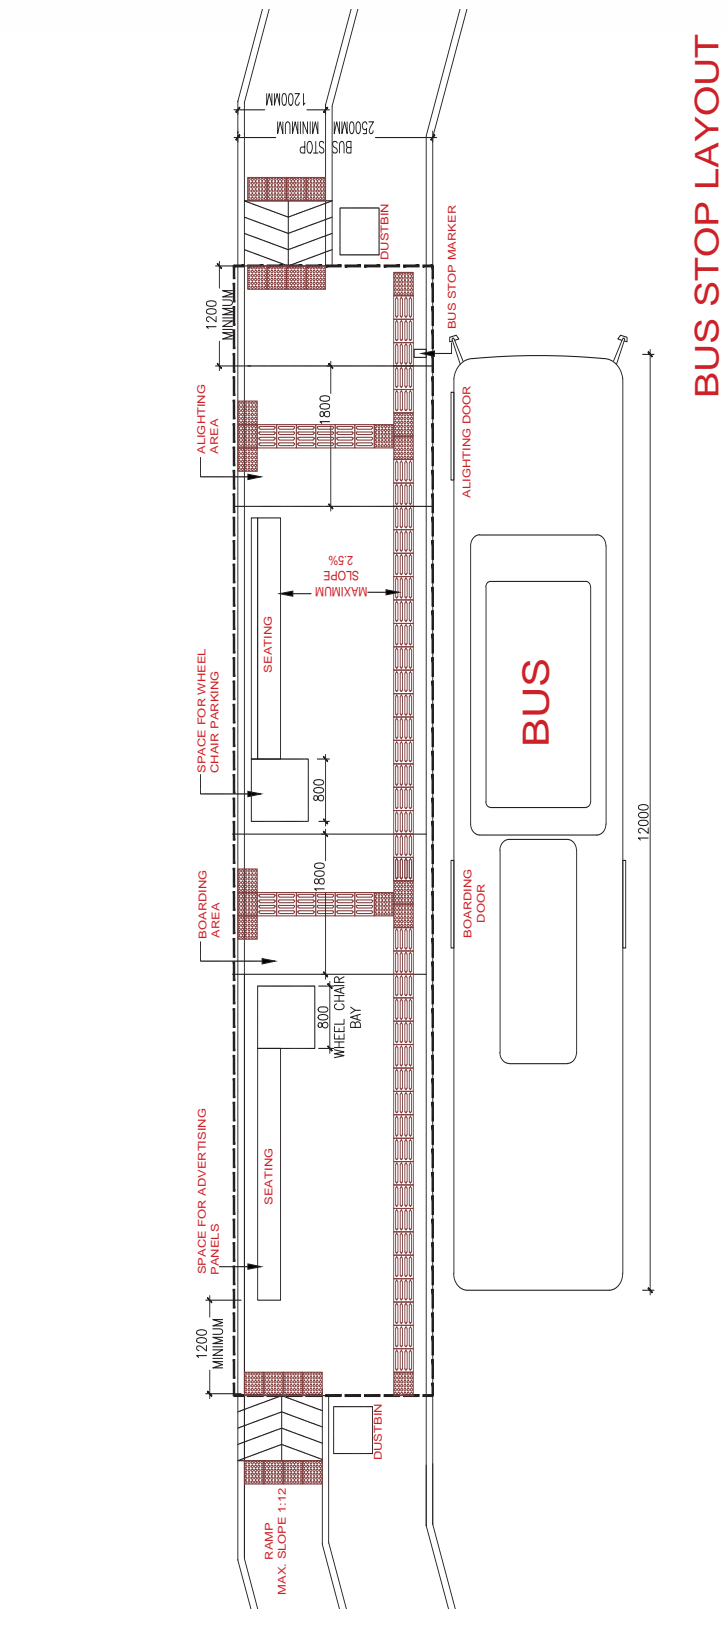 1200MM
2500MM MINIMUM
BUS STOP
DUSTBIN
BUS STOP MARKER
1200
MINIMUM
ALIGHTING
AREA
1800
ALIGHTING DOOR
MAXIMUM
SLOPE
2.5%
SEATING
SPACE FOR WHEEL
CHAIR PARKING
800
BUS
12000
1800
BOARDING
AREA
BOARDING
DOOR
800
WHEEL CHAIR
BAY
SPACE FOR ADVERTISING
PANELS
SEATING
1200
MINIMUM
DUSTBIN
RAMP
MAX. SLOPE 1:12
BUS STOP LAYOUT